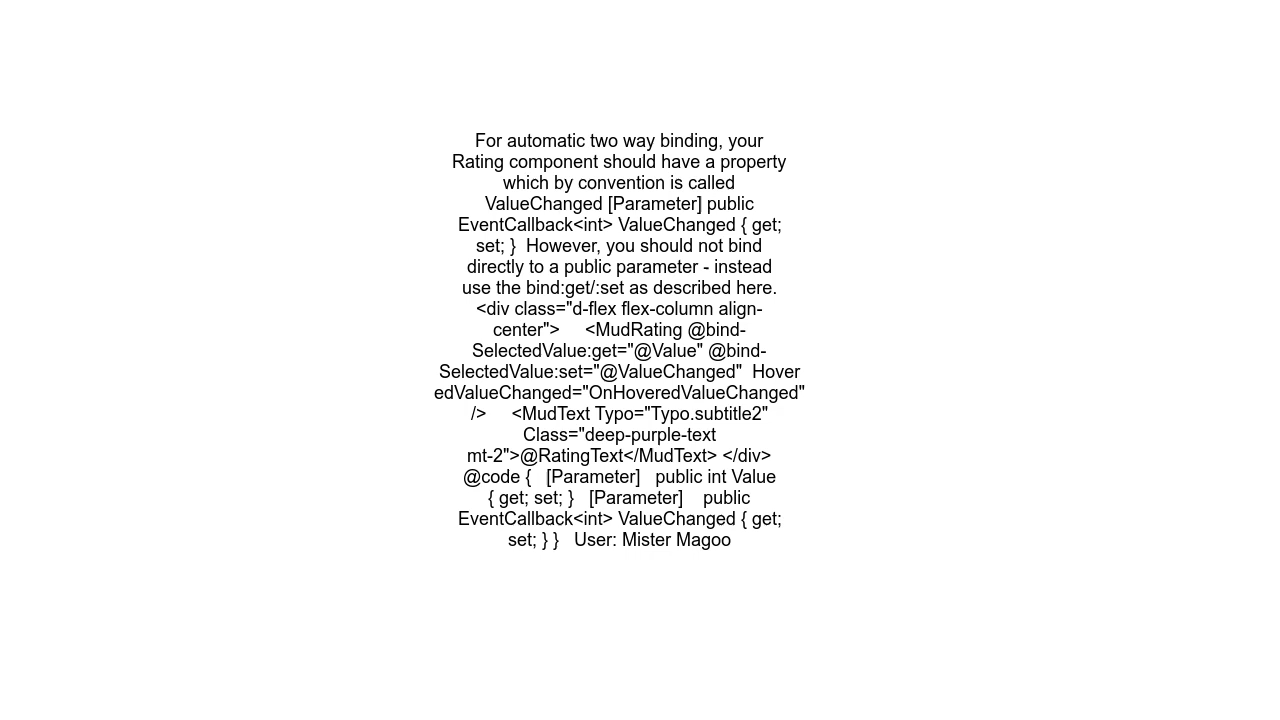 For automatic two way binding, your
Rating component should have a property
which by convention is called
ValueChanged [Parameter] public
EventCallback<int> ValueChanged { get;
set; }  However, you should not bind
directly to a public parameter - instead
use the bind:get/:set as described here.
<div class="d-flex flex-column align-
center">     <MudRating @bind-
SelectedValue:get="@Value" @bind-
SelectedValue:set="@ValueChanged"  Hover
edValueChanged="OnHoveredValueChanged"
/>     <MudText Typo="Typo.subtitle2"
Class="deep-purple-text
mt-2">@RatingText</MudText> </div>
@code {   [Parameter]   public int Value
{ get; set; }   [Parameter]    public
EventCallback<int> ValueChanged { get;
set; } }   User: Mister Magoo